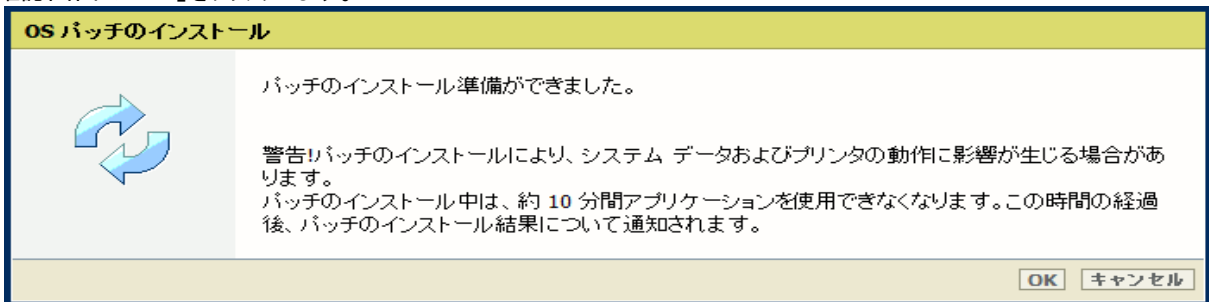 OS パッチのインストール
パッチのインストール準備ができました。
警告!パッチのインストールにより、システム データおよびプリンタの動作に影響が生じる場合があ
ります。
パッチのインストール中は、約 10 分間アプリケーションを使用できなくなります。この時間の経過
後、パッチのインストール結果について通知されます。
OK キャンセル